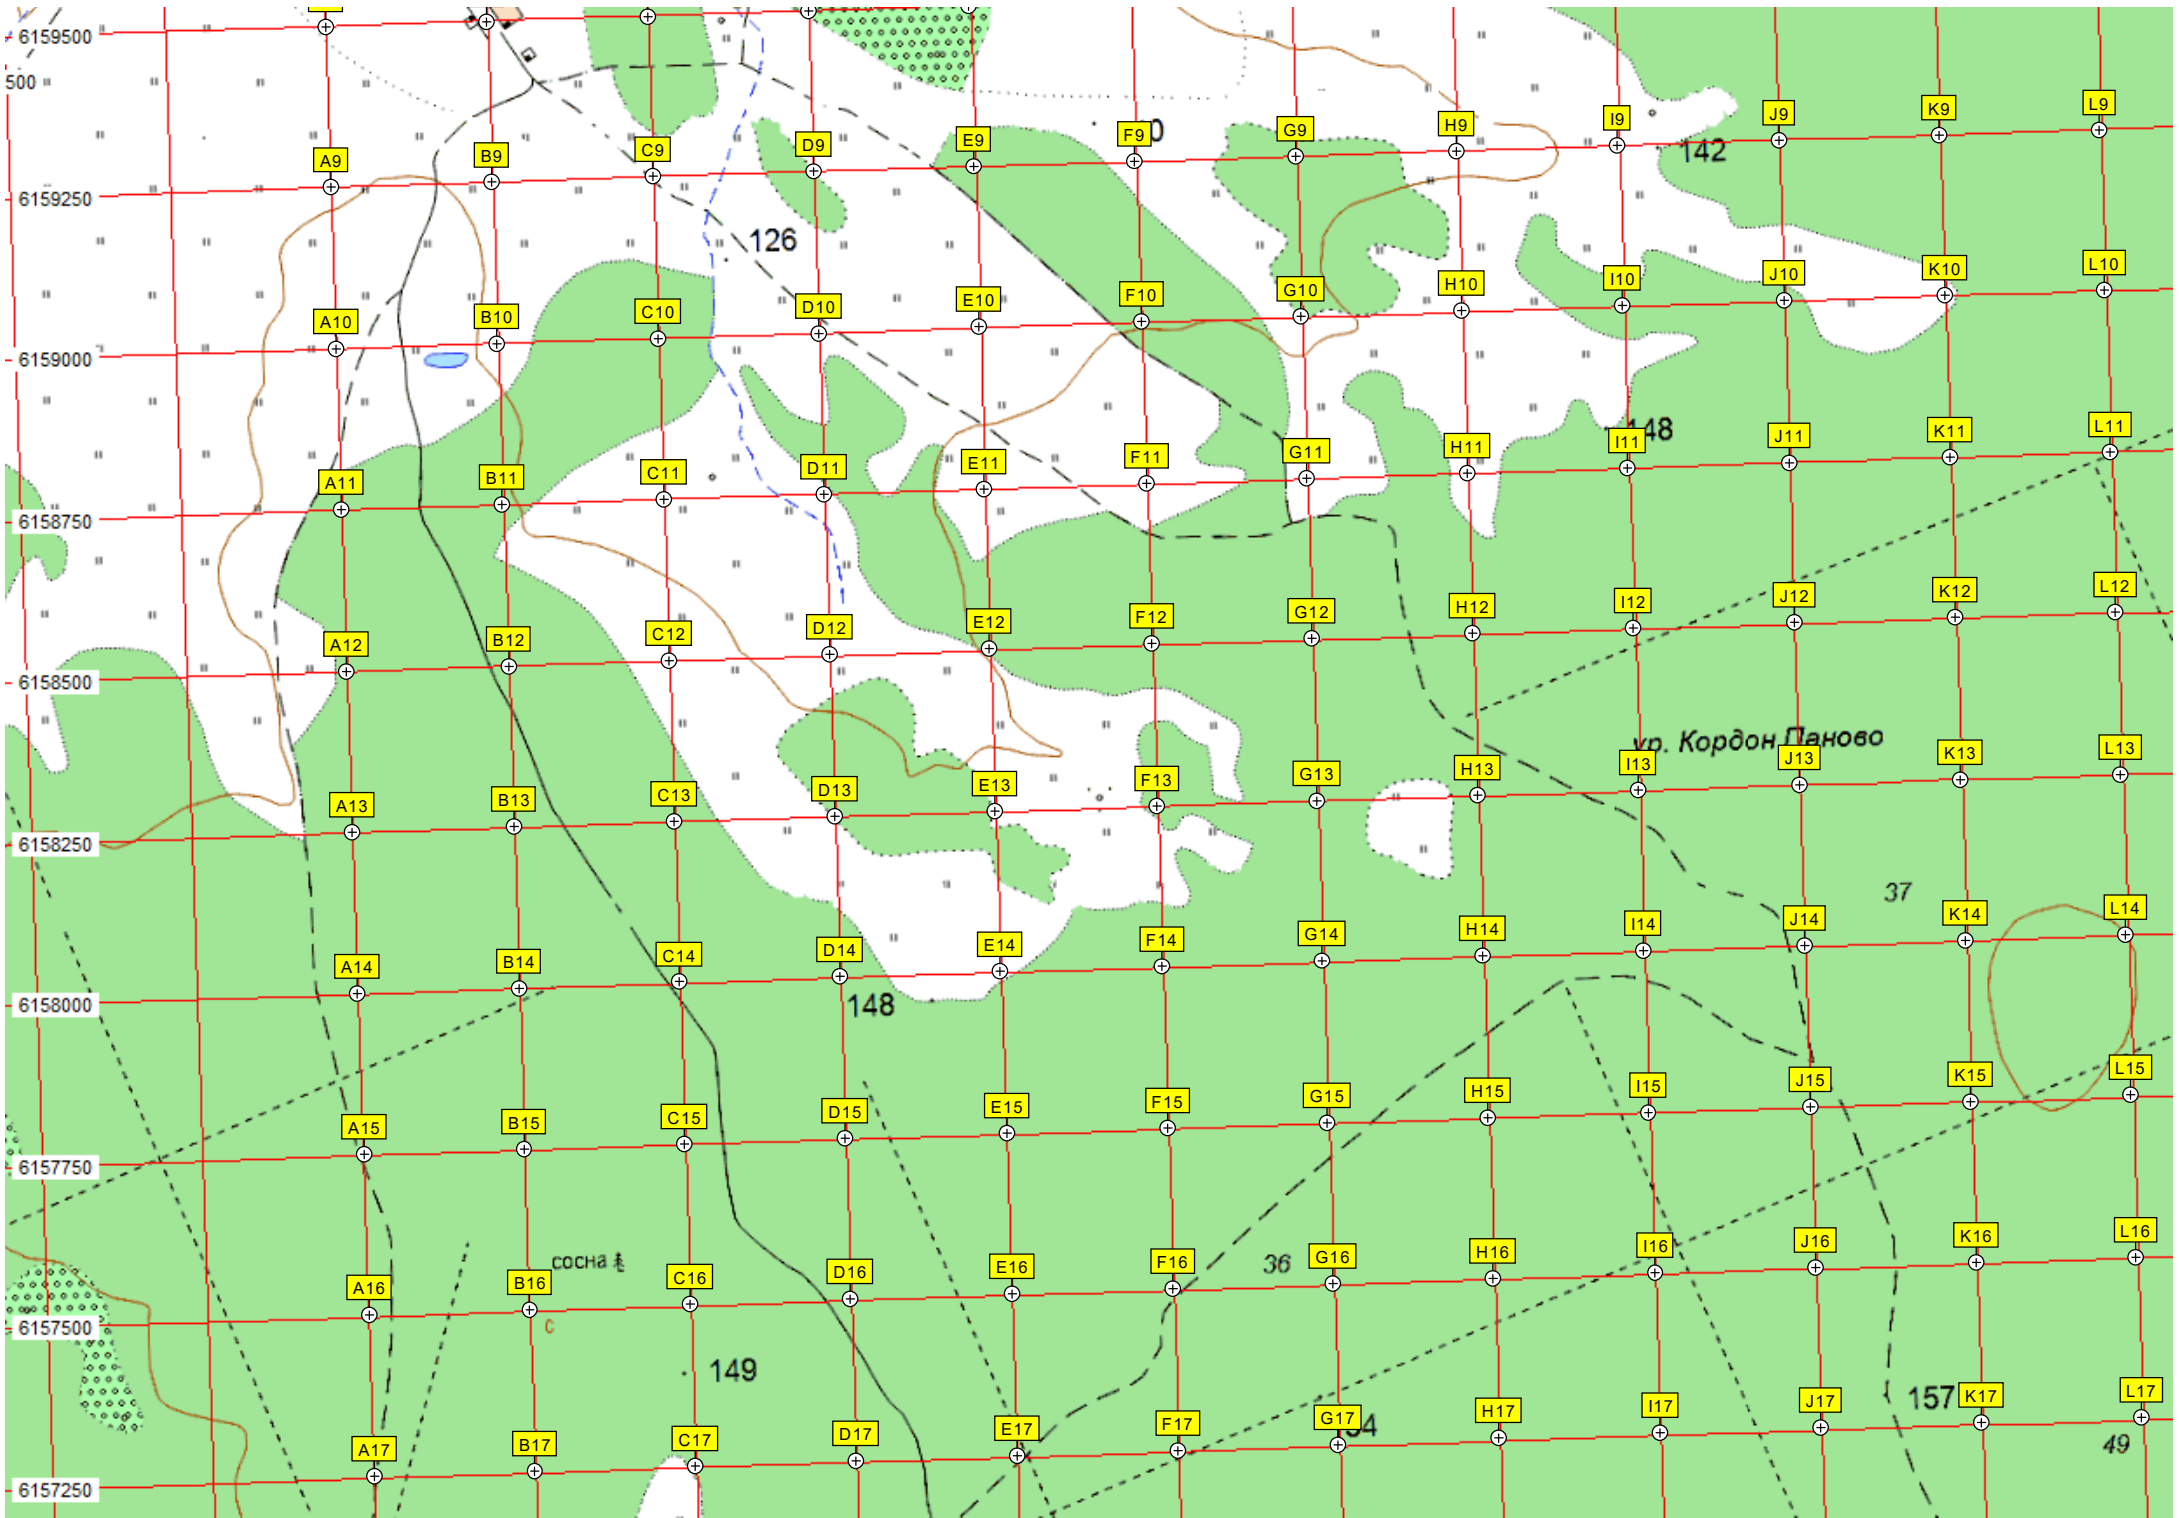 6159500
500
A9 B9 C9 D9 E9 F9 0 G9 H9 I9 J9 K9 L9
142
6159250
126
A10 B10 C10 D10 E10 F10 G10 H10 I10 J10 K10 L10
6159000
148
A11 B11 C11 D11 E11 F11 G11 H11 I11 J11 K11 L11
6158750
A12 B12 C12 D12 E12 F12 G12 H12 I12 J12 K12 L12
6158500
ур. Кордон Паново
A13 B13 C13 D13 E13 F13 G13 H13 I13 J13 K13 L13
6158250
37
A14 B14 C14 D14 E14 F14 G14 H14 I14 J14 K14 L14
6158000
148
A15 B15 C15 D15 E15 F15 G15 H15 I15 J15 K15 L15
6157750
сосна
36
A16 B16 C16 D16 E16 F16 G16 H16 I16 J16 K16 L16
6157500
с
149
157
A17 B17 C17 D17 E17 F17 G17 H17 I17 J17 K17 L17
49
6157250